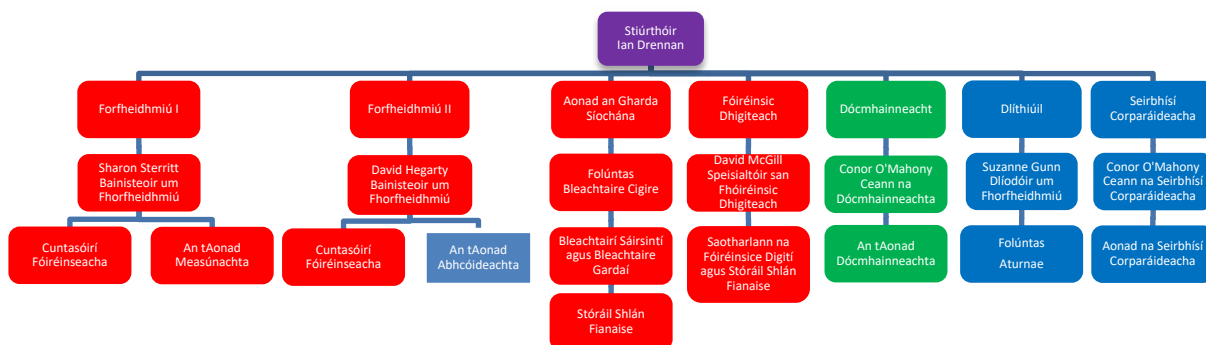 Stiúrthóir
Ian Drennan
Forfheidhmiú I
Forfheidhmiú II
Aonad an Gharda
Síochána
Fóiréinsic
Dhigiteach
Dócmhainneacht
Dlíthiúil
Seirbhísí
Corparáideacha
Sharon Sterritt
Bainisteoir um
Fhorfheidhmiú
David Hegarty
Bainisteoir um
Fhorfheidhmiú
Folúntas
Bleachtaire Cigire
David McGill
Speisialtóir san
Fhóiréinsic
Dhigiteach
Conor O'Mahony
Ceann na
Dócmhainneachta
Suzanne Gunn
Dlíodóir um
Fhorfheidhmiú
Conor O'Mahony
Ceann na Seirbhísí
Corparáideacha
Cuntasóirí
Fóiréinseacha
An tAonad
Measúnachta
Cuntasóirí
Fóiréinseacha
An tAonad
Abhcóideachta
Bleachtairí Sáirsintí
agus Bleachtaire
Gardaí
Saotharlann na
Fóiréinsice Digití
agus Stóráil Shlán
Fianaise
An tAonad
Dócmhainneachta
Folúntas
Aturnae
Aonad na Seirbhísí
Corparáideacha
Stóráil Shlán
Fianaise